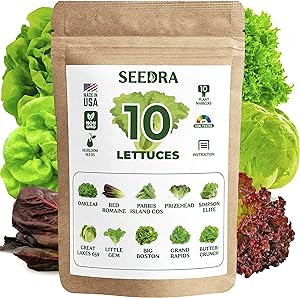 SEEDRA
MADE IN
USA
NON
GMO
HEIRLOOM
SEEDS
10
LETTUCES
10
PLANT
MARKERS
INSTRUCTION
OAKLEAF
RED
ROMAINE
PARRIS
ISLAND COS
PRIZEHEAD
SIMPSON
ELITE
GREAT
LAKES 659
LITTLE
GEM
BIG
BOSTON
GRAND
RAPIDS
BUTTER-
CRUNCH